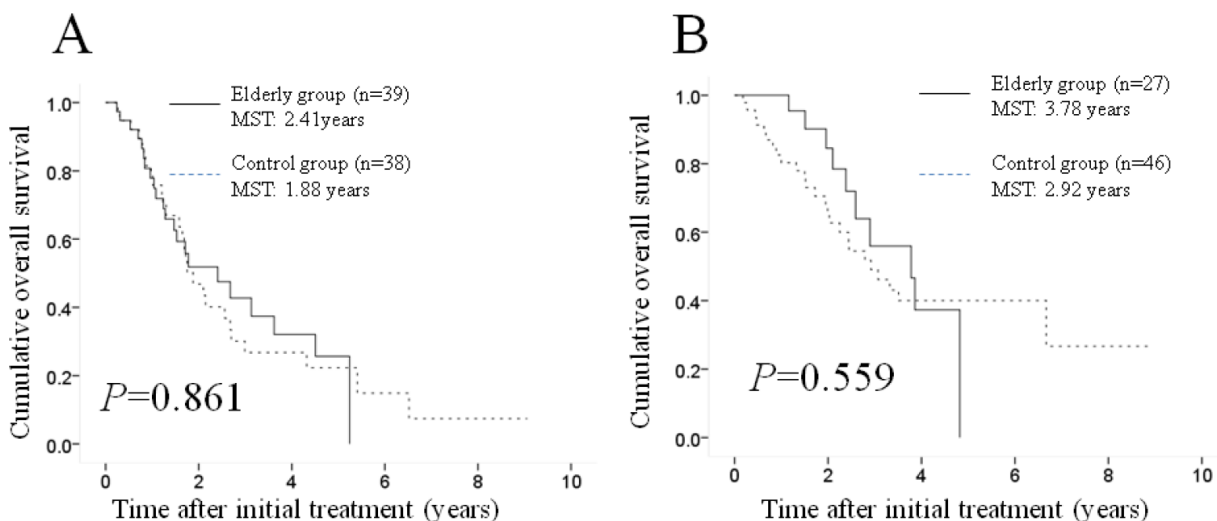 A
Elderly group (n=39)
MST: 2.41years
Control group (n=38)
MST: 1.88 years
Cumulative overall survival
1.0
0.8
0.6
0.4
0.2
0.0
P=0.861
0 2 4 6 8 10
Time after initial treatment (years)
B
Elderly group (n=27)
MST: 3.78 years
Control group (n=46)
MST: 2.92 years
Cumulative overall survival
1.0
0.8
0.6
0.4
0.2
0.0
P=0.559
0 2 4 6 8 10
Time after initial treatment (years)